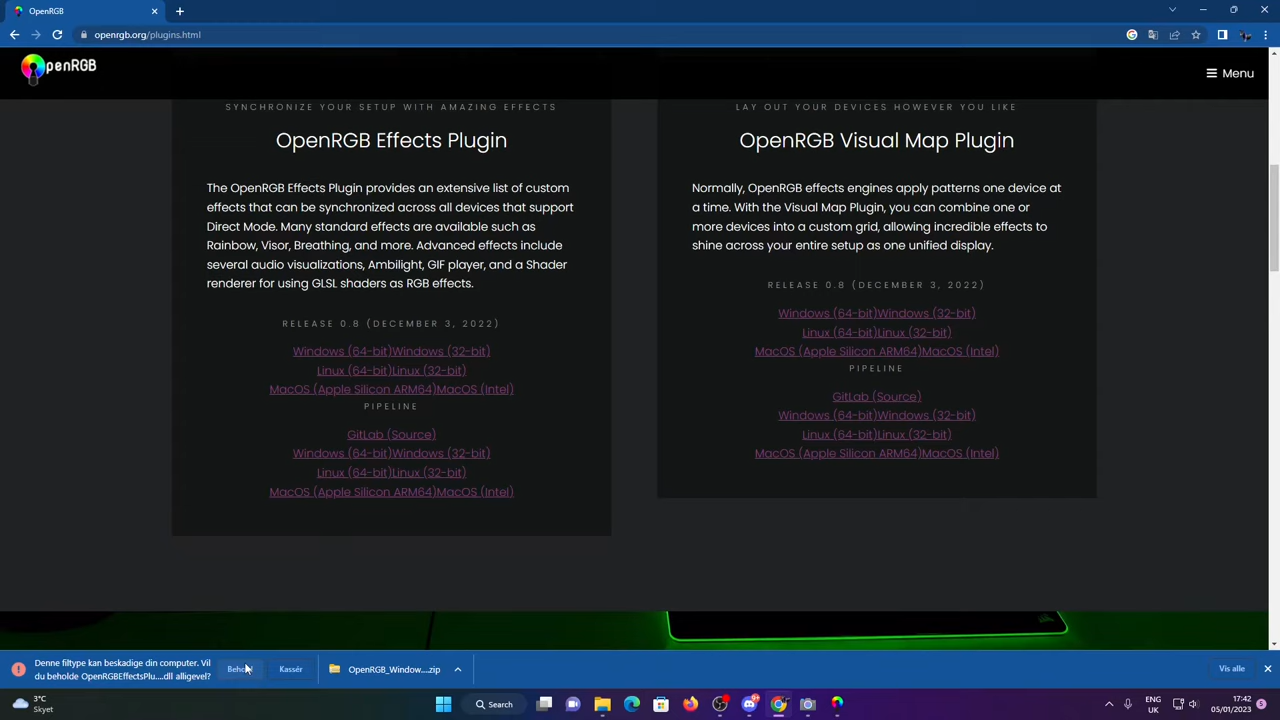 OpenRGB
openrgb.org/plugins.html
penRGB
Menu
SYNCHRONIZE YOUR SETUP WITH AMAZING EFFECTS
OpenRGB Effects Plugin
The OpenRGB Effects Plugin provides an extensive list of custom
effects that can be synchronized across all devices that support
Direct Mode. Many standard effects are available such as
Rainbow, Visor, Breathing, and more. Advanced effects include
several audio visualizations, Ambilight, GIF player, and a Shader
renderer for using GLSL shaders as RGB effects.
RELEASE 0.8 (DECEMBER 3, 2022)
Windows (64-bit)Windows (32-bit)
Linux (64-bit)Linux (32-bit)
MacOS (Apple Silicon ARM64)MacOS (Intel)
PIPELINE
GitLab (Source)
Windows (64-bit)Windows (32-bit)
Linux (64-bit)Linux (32-bit)
MacOS (Apple Silicon ARM64)MacOS (Intel)
LAY OUT YOUR DEVICES HOWEVER YOU LIKE
OpenRGB Visual Map Plugin
Normally, OpenRGB effects engines apply patterns one device at
a time. With the Visual Map Plugin, you can combine one or
more devices into a custom grid, allowing incredible effects to
shine across your entire setup as one unified display.
RELEASE 0.8 (DECEMBER 3, 2022)
Windows (64-bit)Windows (32-bit)
Linux (64-bit)Linux (32-bit)
MacOS (Apple Silicon ARM64)MacOS (Intel)
PIPELINE
GitLab (Source)
Windows (64-bit)Windows (32-bit)
Linux (64-bit)Linux (32-bit)
MacOS (Apple Silicon ARM64)MacOS (Intel)
Denne filtype kan beskadige din computer. Vil
du beholde OpenRGBEffectsPlu....dll alligevel?
Kassér
OpenRGB_Window....zip
Vis alle
3°C
Skyet
Search
ENG
UK
17:42
05/01/2023